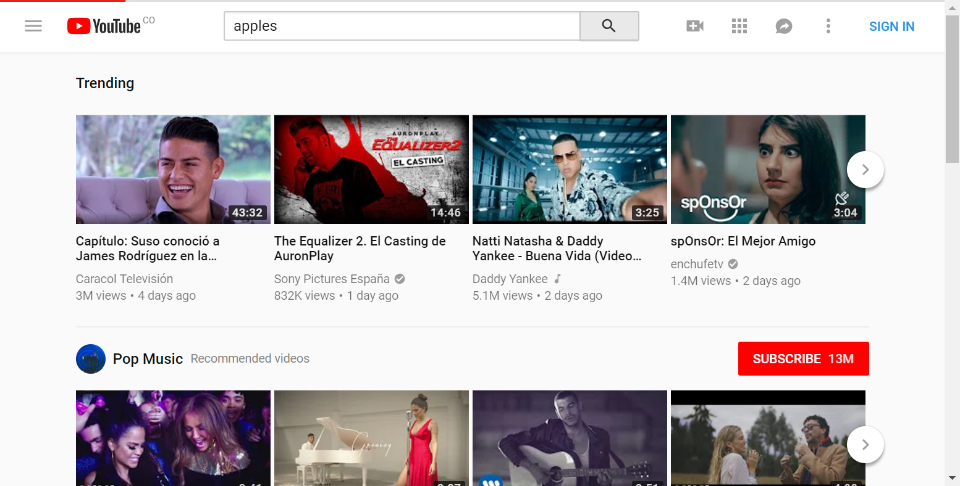 YouTube CO
apples
SIGN IN
Trending
AURONPLAY
THE EQUALIZER 2
EL CASTING
spOnsOr
43:32
14:46
3:25
3:04
Capítulo: Suso conoció a
James Rodríguez en la...
Caracol Televisión
3M views • 4 days ago
The Equalizer 2. El Casting de
AuronPlay
Sony Pictures España
832K views • 1 day ago
Natti Natasha & Daddy
Yankee - Buena Vida (Video...
Daddy Yankee
5.1M views • 2 days ago
spOnsOr: El Mejor Amigo
enchufetv
1.4M views • 2 days ago
Pop Music Recommended videos
SUBSCRIBE 13M